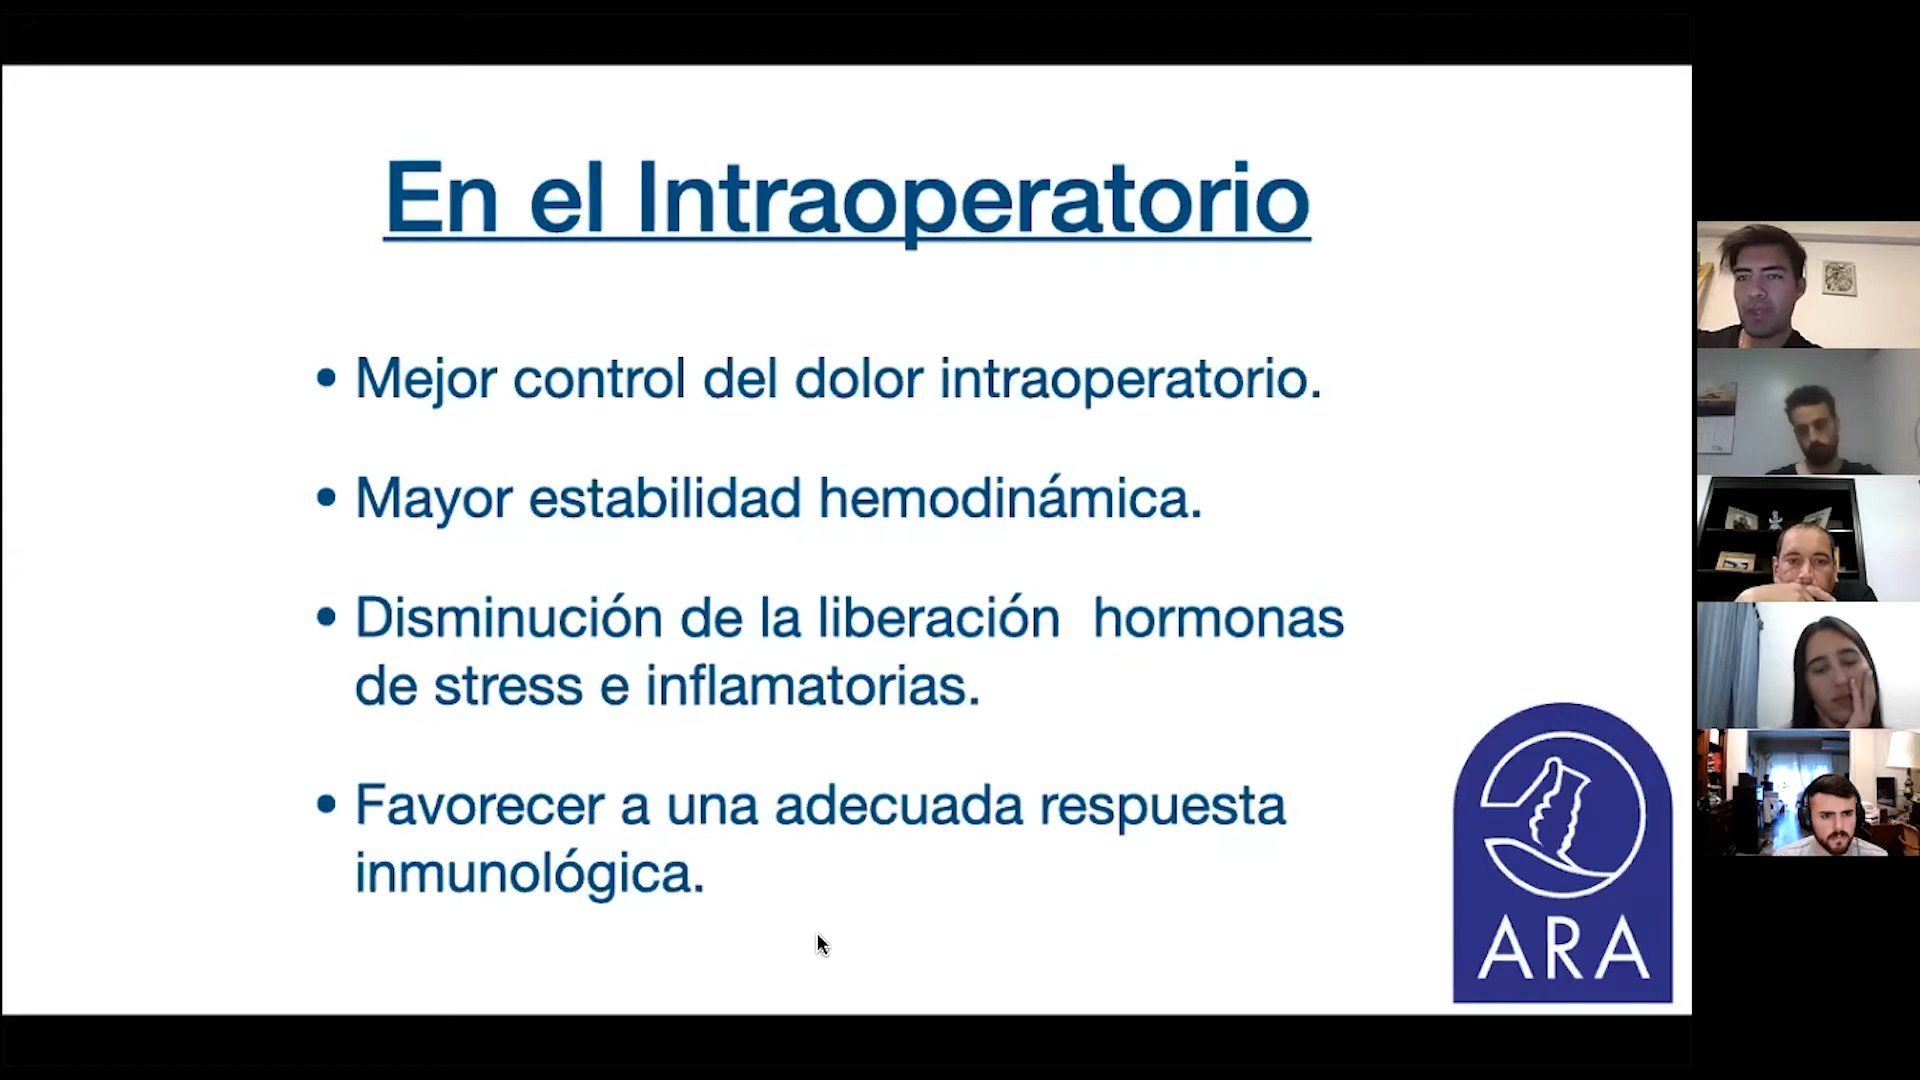 En el Intraoperatorio
• Mejor control del dolor intraoperatorio.
• Mayor estabilidad hemodinámica.
• Disminución de la liberación  hormonas
de stress e inflamatorias.
• Favorecer a una adecuada respuesta
inmunológica.
ARA